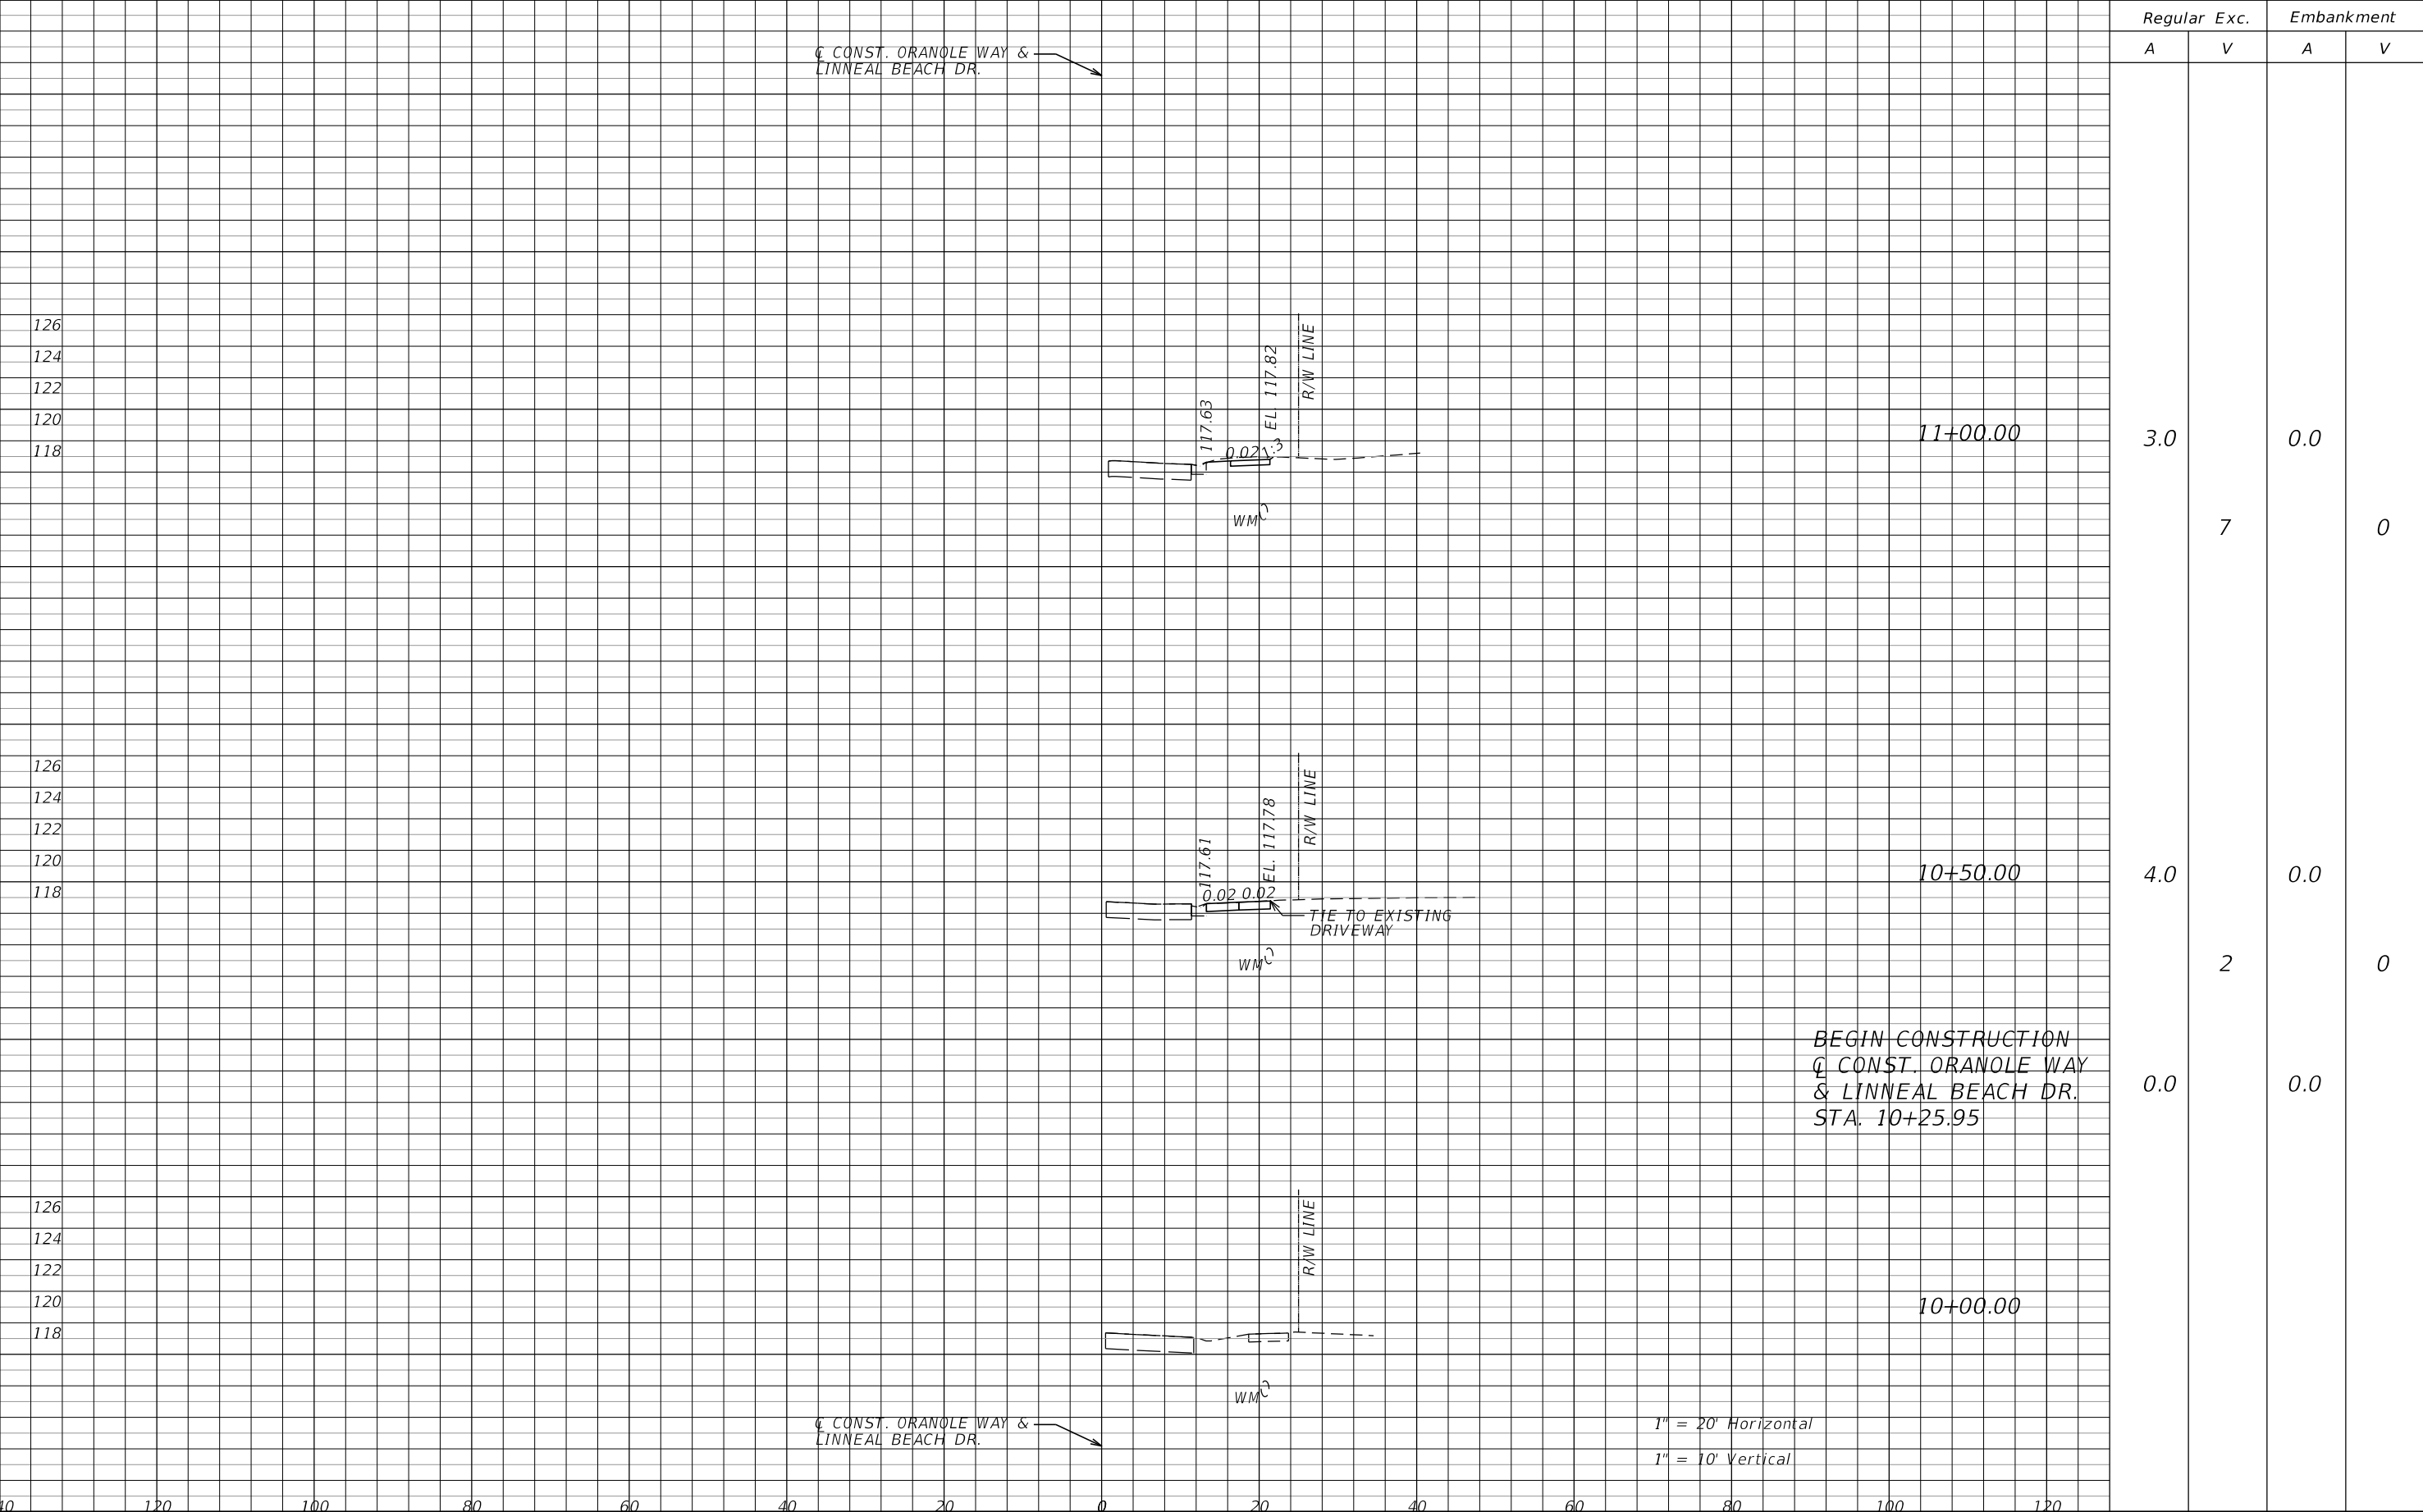 Regular Exc. Embankment
A V A V
℄ CONST. ORANOLE WAY &
LINNEAL BEACH DR.
126
124
122
120
118
117.63
0.02
1:3
EL 117.82
R/W LINE
WM
11+00.00
3.0 0.0
7 0
126
124
122
120
118
117.61
0.02 0.02
EL. 117.78
R/W LINE
TIE TO EXISTING
DRIVEWAY
WM
10+50.00
4.0 0.0
2 0
BEGIN CONSTRUCTION
℄ CONST. ORANOLE WAY
& LINNEAL BEACH DR.
STA. 10+25.95
0.0 0.0
126
124
122
120
118
R/W LINE
WM
10+00.00
℄ CONST. ORANOLE WAY &
LINNEAL BEACH DR.
1" = 20' Horizontal
1" = 10' Vertical
40 120 100 80 60 40 20 0 20 40 60 80 100 120